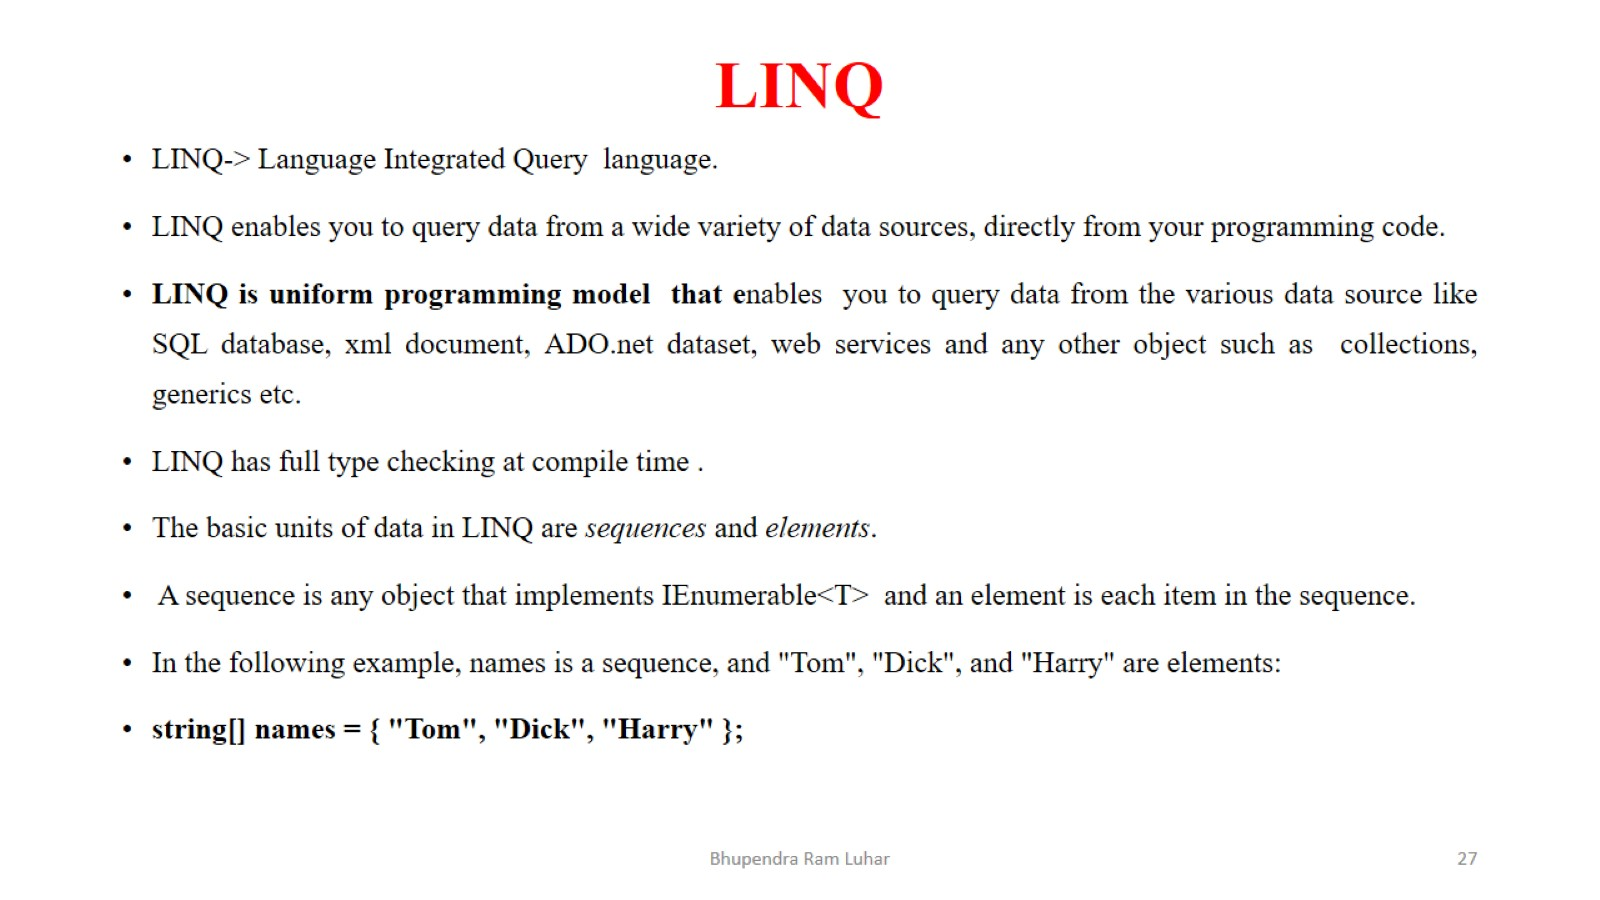 LINQ
• LINQ-> Language Integrated Query  language.
• LINQ enables you to query data from a wide variety of data sources, directly from your programming code.
• LINQ is uniform programming model  that enables  you to query data from the various data source like
SQL database, xml document, ADO.net dataset, web services and any other object such as  collections,
generics etc.
• LINQ has full type checking at compile time .
• The basic units of data in LINQ are sequences and elements.
•  A sequence is any object that implements IEnumerable<T>  and an element is each item in the sequence.
• In the following example, names is a sequence, and "Tom", "Dick", and "Harry" are elements:
• string[] names = { "Tom", "Dick", "Harry" };
Bhupendra Ram Luhar
27